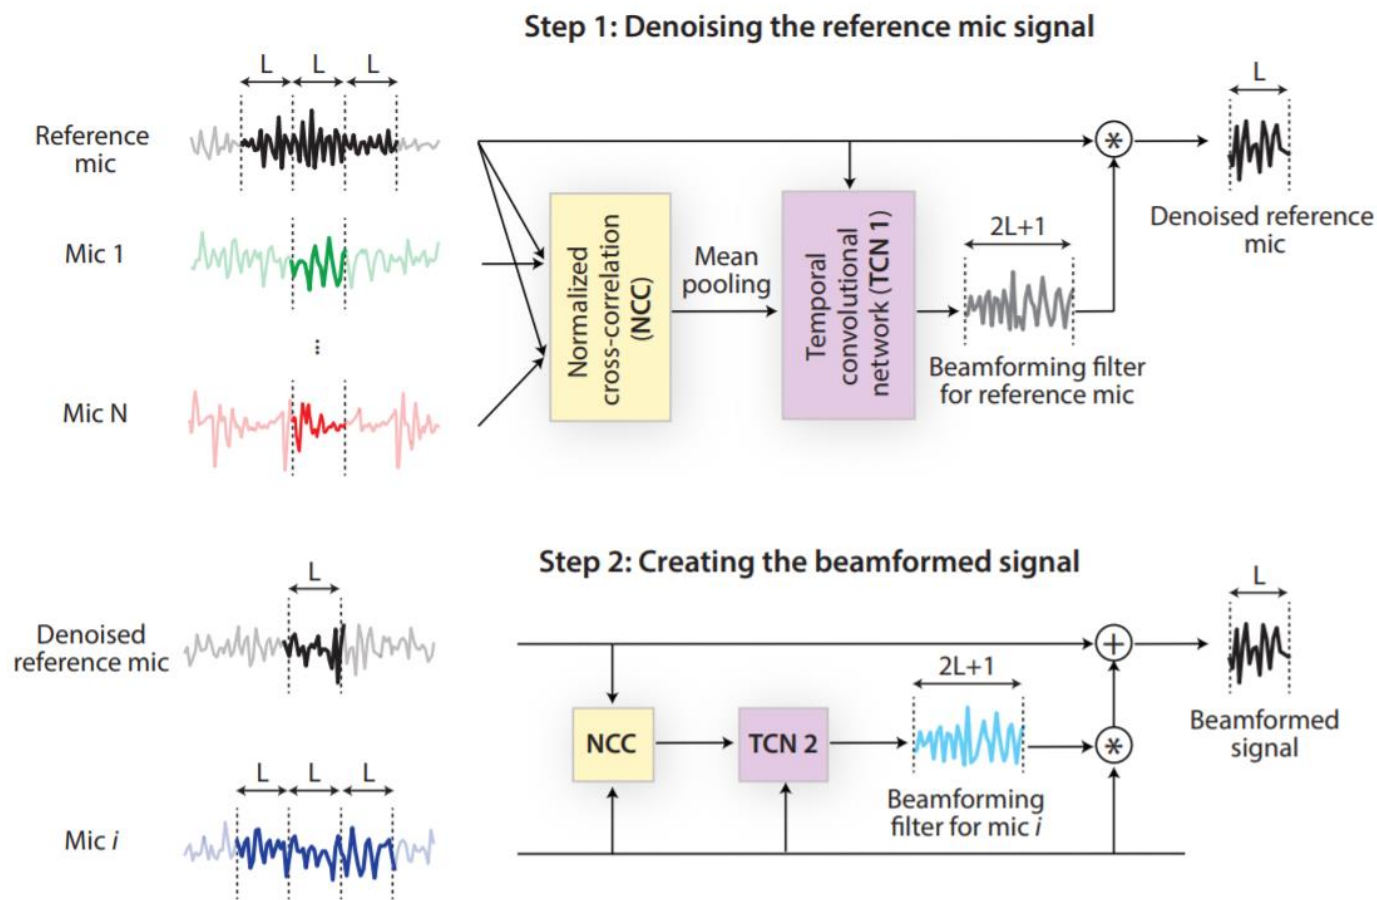 Step 1: Denoising the reference mic signal
L L L
L
Reference
mic
Mic 1
...
Mic N
Normalized
cross-correlation
(NCC)
Mean
pooling
Temporal
convolutional
network (TCN 1)
2L+1
Beamforming filter
for reference mic
*
Denoised reference
mic
Step 2: Creating the beamformed signal
L
L
Denoised
reference mic
+
2L+1
NCC
TCN 2
*
Beamforming
filter for mic i
Beamformed
signal
L L L
Mic i